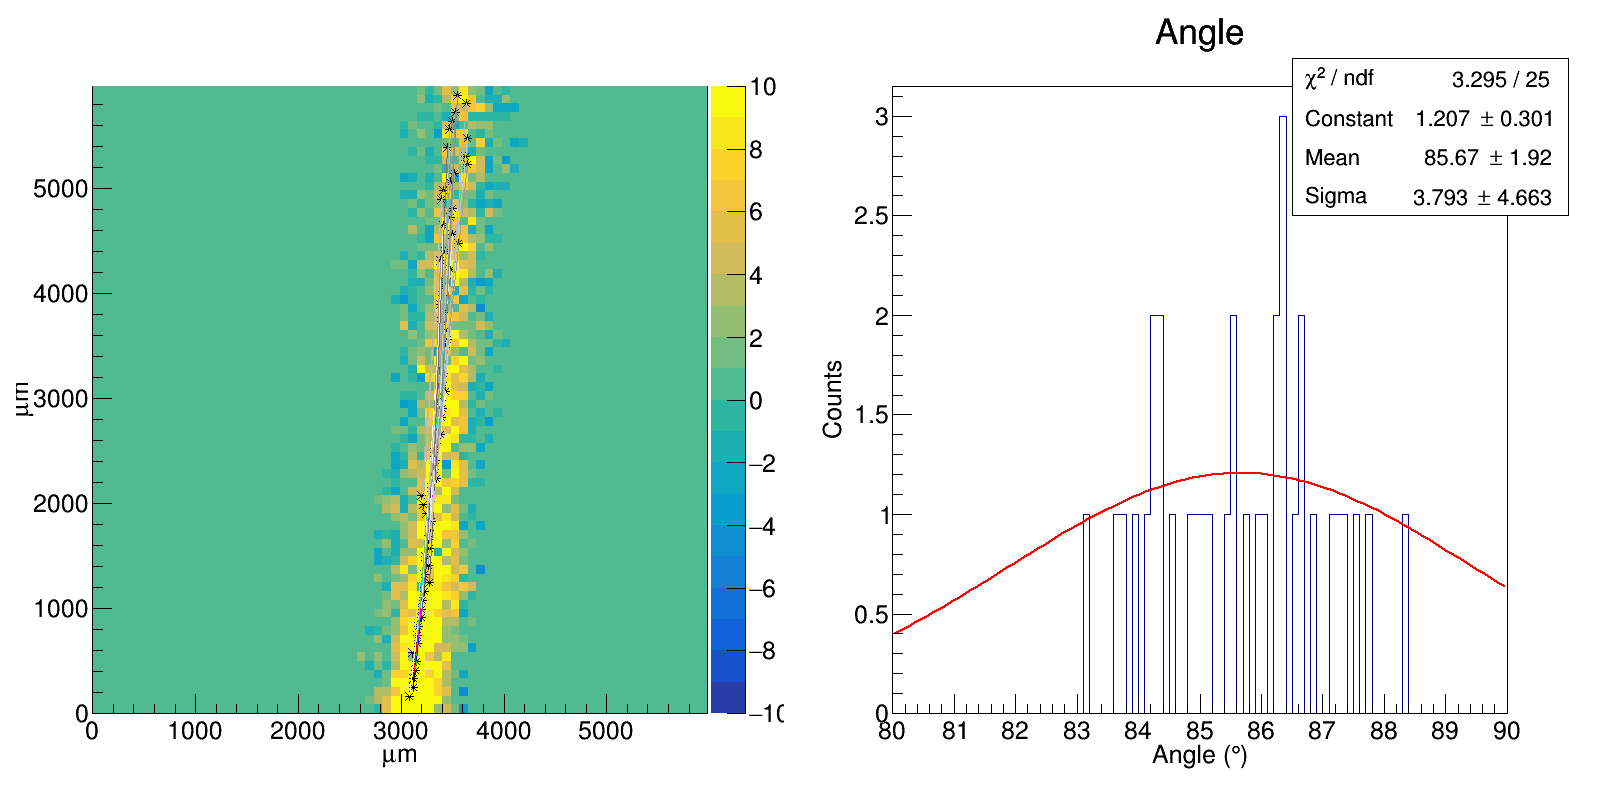 Angle
χ² / ndf 3.295 / 25
Constant 1.207 ± 0.301
Mean 85.67 ± 1.92
Sigma 3.793 ± 4.663
10
8
6
4
2
0
−2
−4
−6
−8
−10
5000
4000
3000
2000
1000
0
μm
0 1000 2000 3000 4000 5000
μm
3
2.5
2
1.5
1
0.5
0
Counts
80 81 82 83 84 85 86 87 88 89 90
Angle (°)